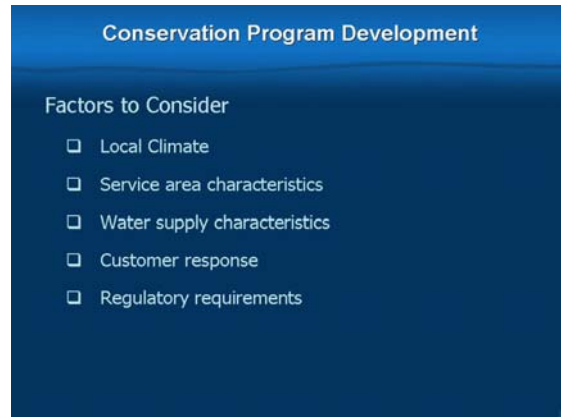 Conservation Program Development
Factors to Consider
Local Climate
Service area characteristics
Water supply characteristics
Customer response
Regulatory requirements